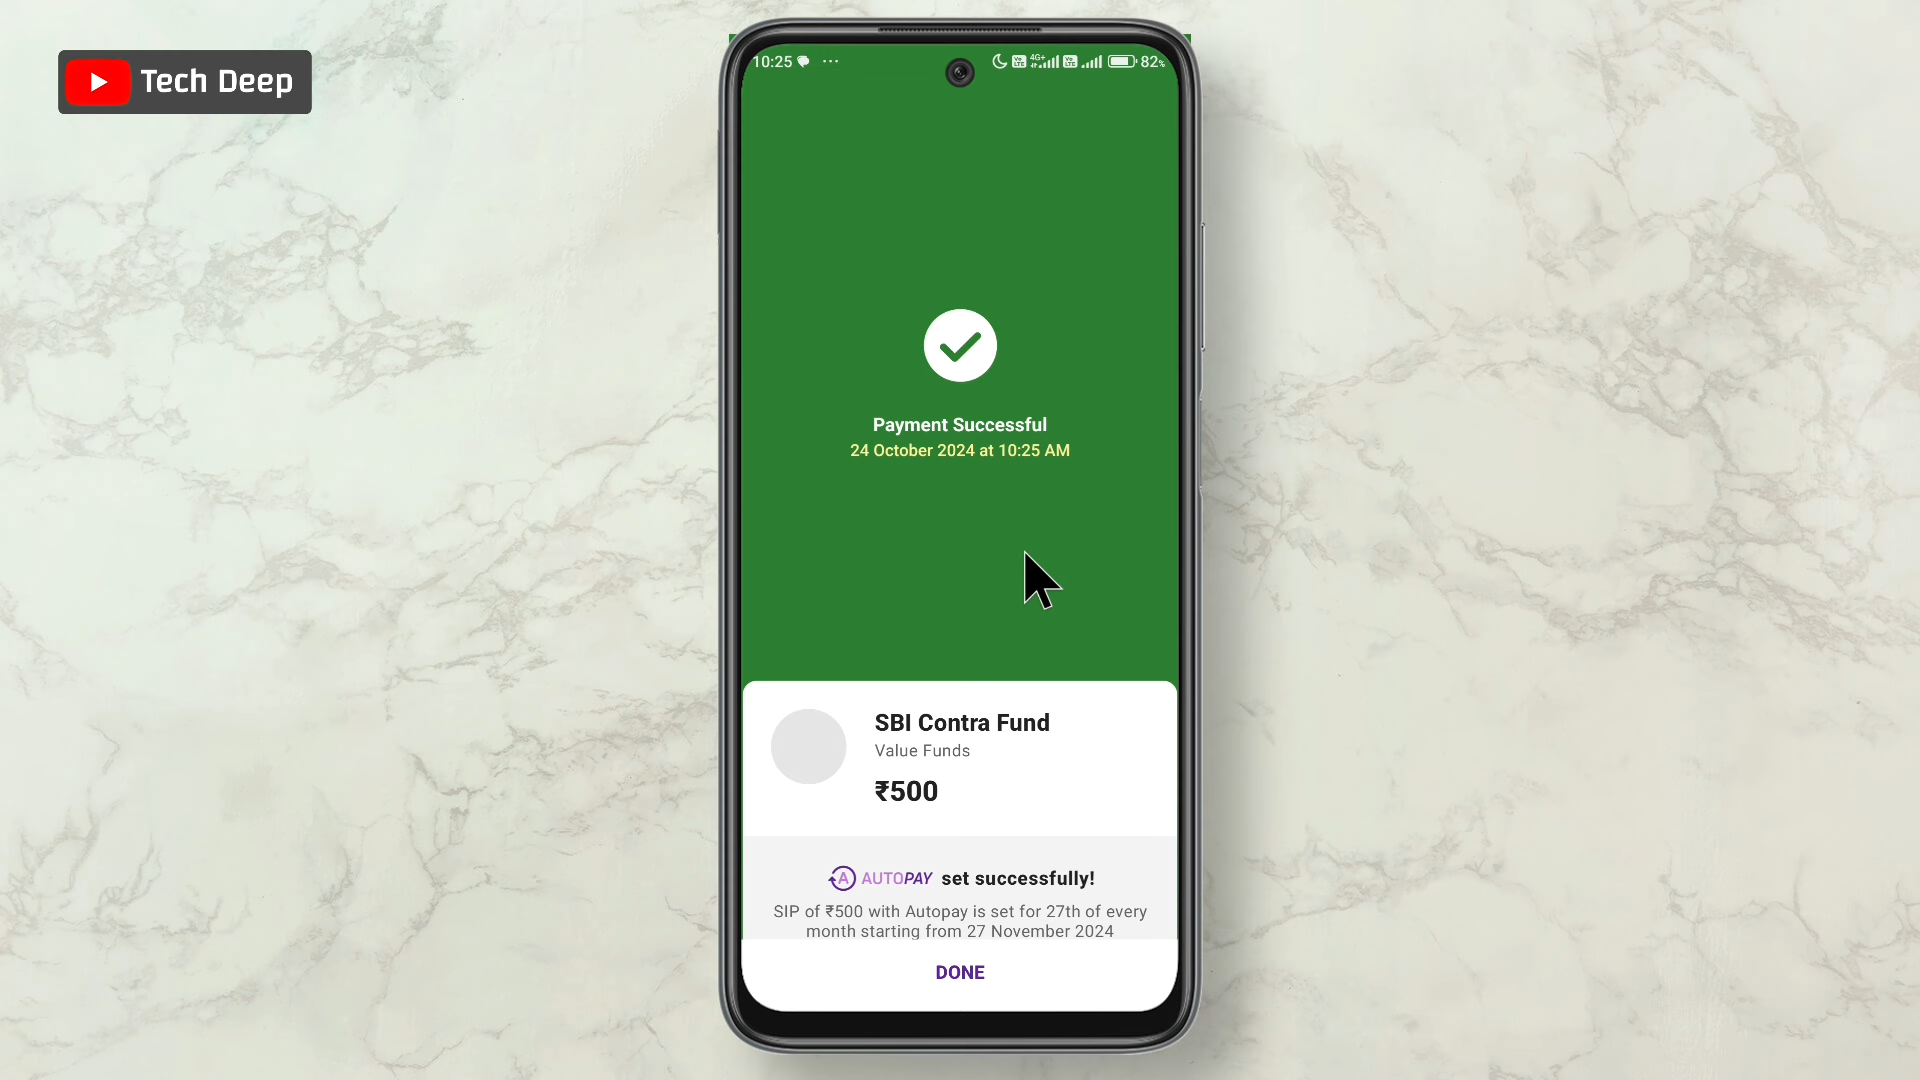 Tech Deep
10:25 ... 4G+ 82%
Payment Successful
24 October 2024 at 10:25 AM
SBI Contra Fund
Value Funds
₹500
A AUTOPAY set successfully!
SIP of ₹500 with Autopay is set for 27th of every
month starting from 27 November 2024
DONE